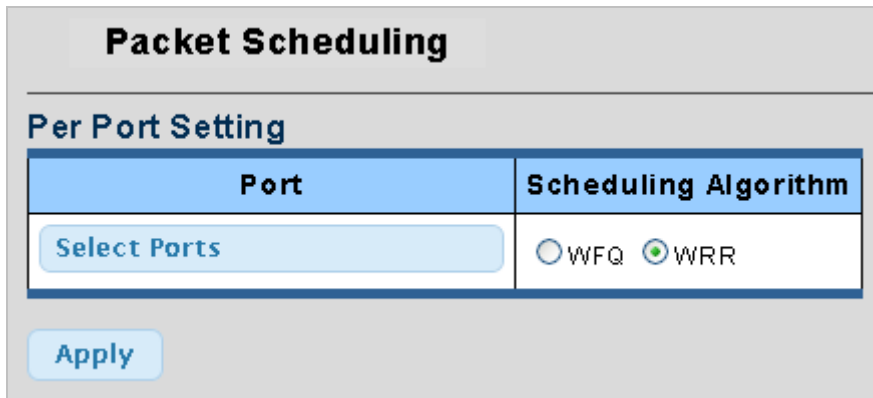 Packet Scheduling
Per Port Setting
Port Scheduling Algorithm
Select Ports WFQ WRR
Apply